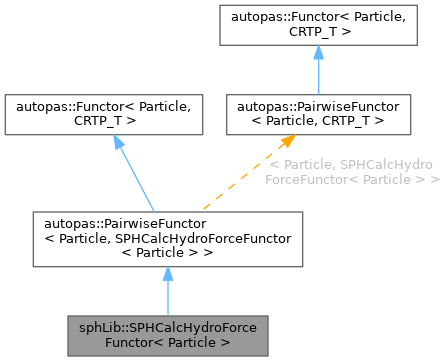 autopas::Functor< Particle,
CRTP_T >
autopas::Functor< Particle,
CRTP_T >
autopas::PairwiseFunctor
< Particle, CRTP_T >
< Particle, SPHCalcHydro
ForceFunctor< Particle > >
autopas::PairwiseFunctor
< Particle, SPHCalcHydroForceFunctor
< Particle > >
sphLib::SPHCalcHydroForce
Functor< Particle >